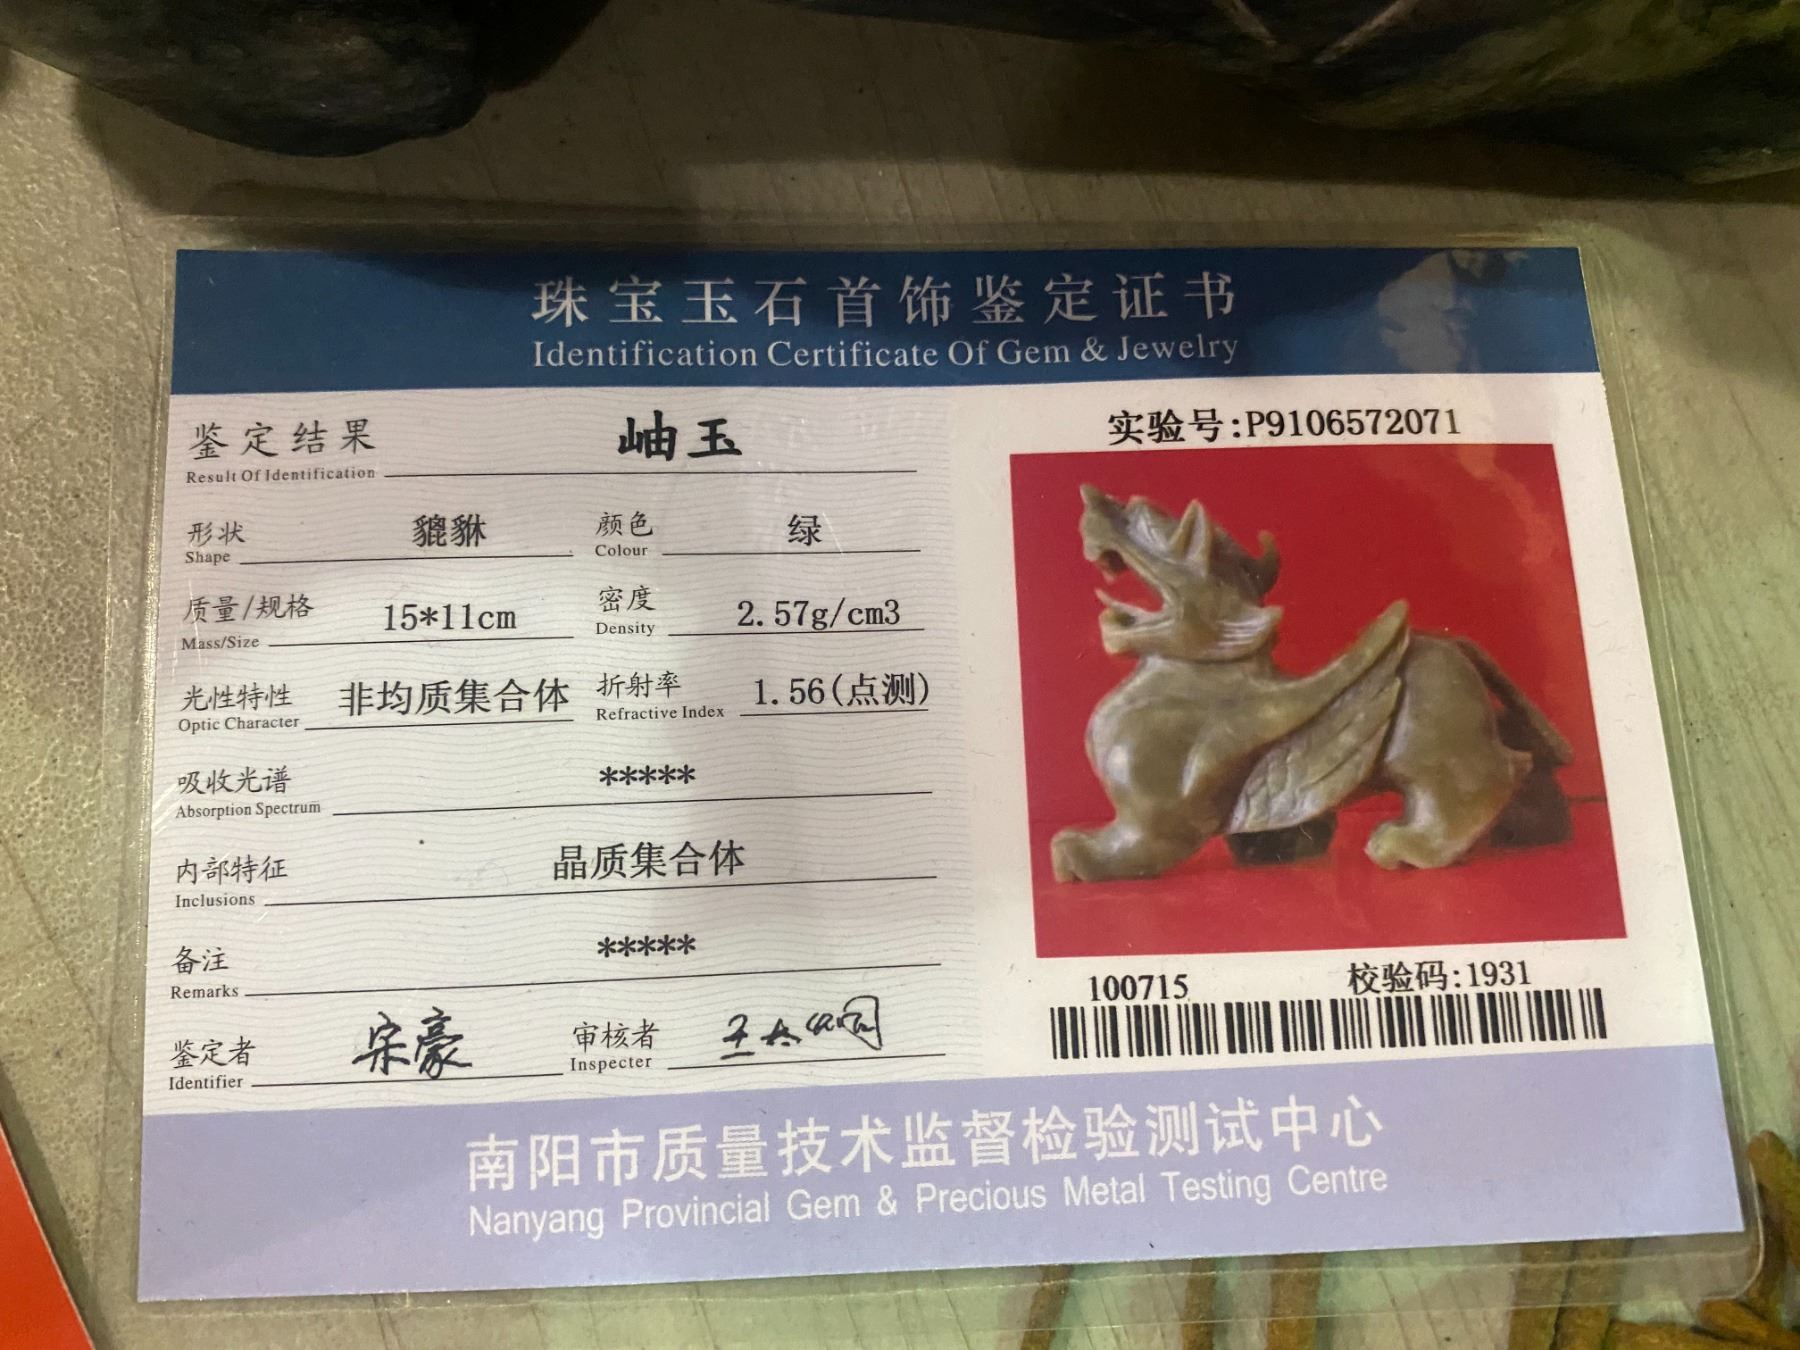 珠宝玉石首饰鉴定证书
Identification Certificate Of Gem & Jewelry
鉴定结果 岫玉
Result Of Identification
形状 貔貅 颜色 绿
Shape Colour
质量/规格 15*11cm 密度 2.57g/cm3
Mass/Size Density
光性特性 非均质集合体 折射率 1.56(点测)
Optic Character Refractive Index
吸收光谱 *****
Absorption Spectrum
内部特征 晶质集合体
Inclusions
备注 *****
Remarks
鉴定者 宋豪 审核者
Identifier Inspecter
实验号:P9106572071
100715 校验码:1931
南阳市质量技术监督检验测试中心
Nanyang Provincial Gem & Precious Metal Testing Centre